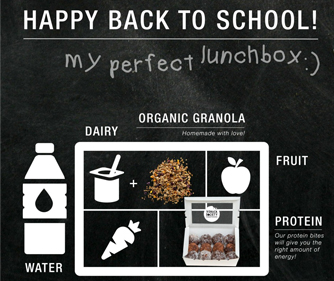 HAPPY BACK TO SCHOOL!
my perfect lunchbox:)
ORGANIC GRANOLA
Homemade with love!
DAIRY
+
FRUIT
PROTEIN
Our protein bites
will give you the
right amount of
energy!
WATER